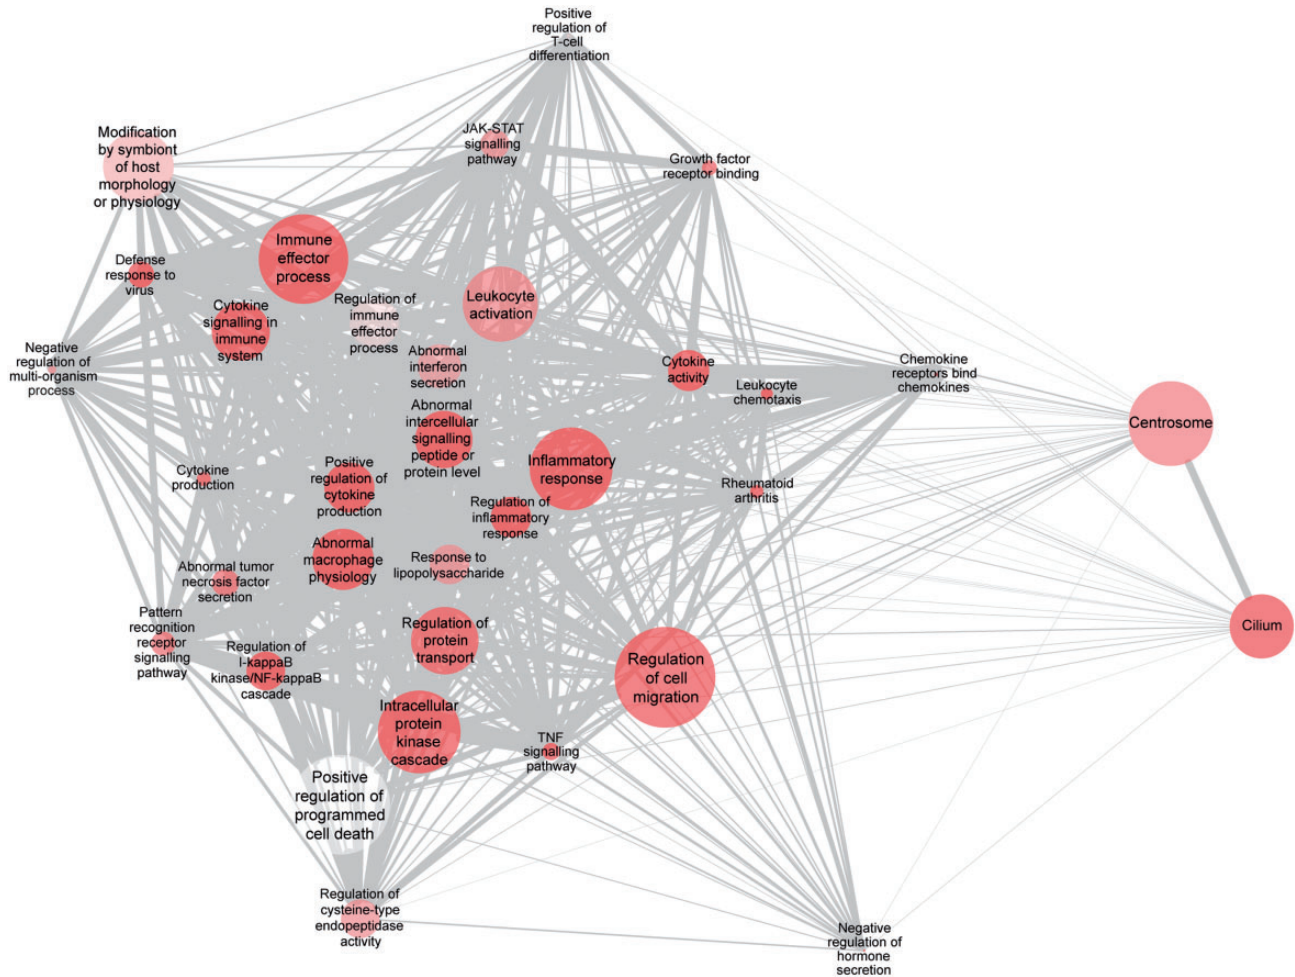 Positive
regulation of
T-cell
differentiation
Modification
by symbiont
of host
morphology
or physiology
JAK-STAT
signalling
pathway
Growth factor
receptor binding
Immune
effector
process
Defense
response to
virus
Leukocyte
activation
Regulation of
immune
effector
process
Cytokine
signalling in
immune
system
Negative
regulation of
multi-organism
process
Abnormal
interferon
secretion
Cytokine
activity
Leukocyte
chemotaxis
Chemokine
receptors bind
chemokines
Centrosome
Abnormal
intercellular
signalling
peptide or
protein level
Inflammatory
response
Cytokine
production
Positive
regulation of
cytokine
production
Rheumatoid
arthritis
Regulation of
inflammatory
response
Abnormal
macrophage
physiology
Response to
lipopolysaccharide
Abnormal tumor
necrosis factor
secretion
Pattern
recognition
receptor
signalling
pathway
Regulation of
I-kappaB
kinase/NF-kappaB
cascade
Regulation of
protein
transport
Regulation
of cell
migration
Cilium
Intracellular
protein
kinase
cascade
TNF
signalling
pathway
Positive
regulation of
programmed
cell death
Regulation of
cysteine-type
endopeptidase
activity
Negative
regulation of
hormone
secretion